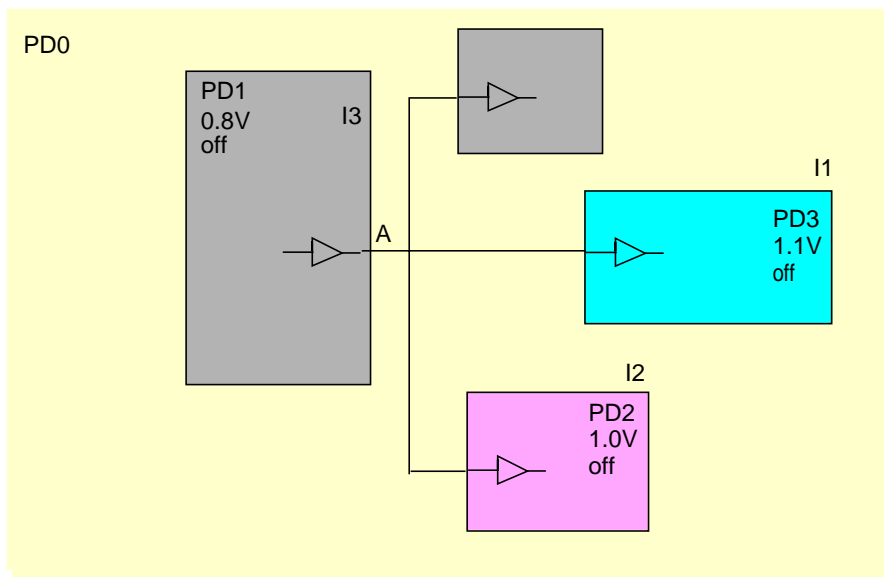 PD0
PD1
0.8V
off
I3
A
I1
PD3
1.1V
off
I2
PD2
1.0V
off